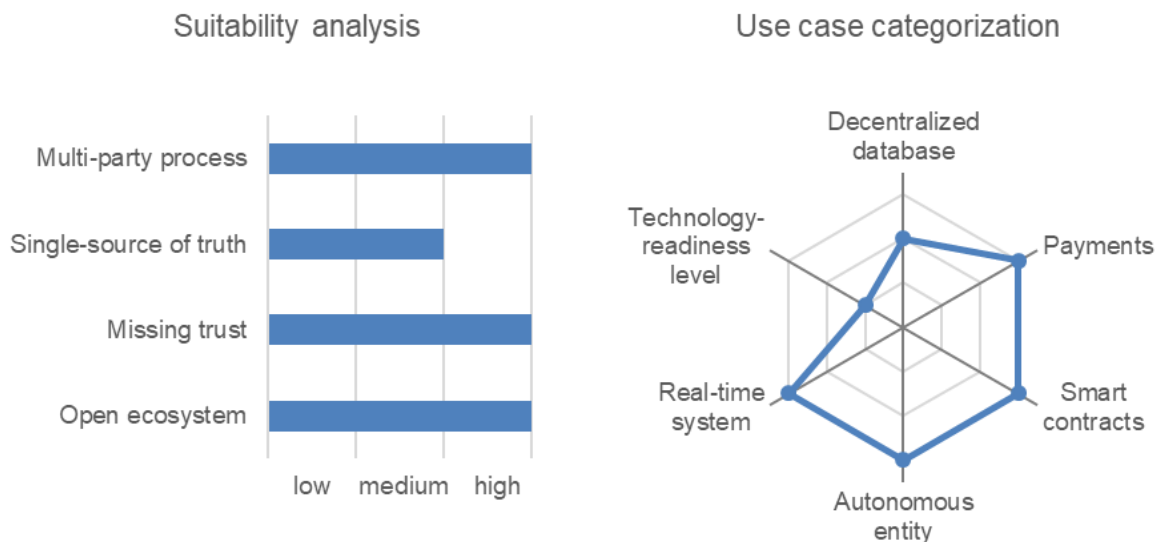 Suitability analysis
Multi-party process
Single-source of truth
Missing trust
Open ecosystem
low medium high
Use case categorization
Decentralized
database
Payments
Smart
contracts
Autonomous
entity
Real-time
system
Technology-
readiness
level